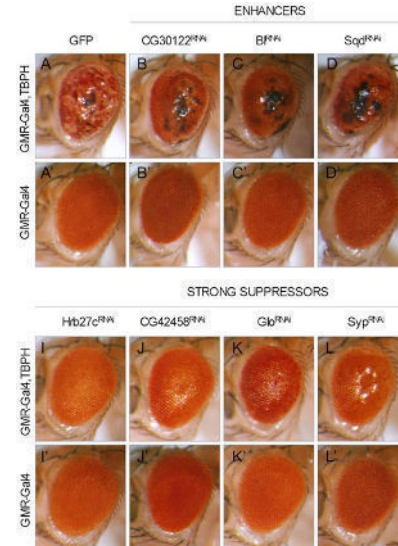 ENHANCERS
GFP CG30122RNAi BlRNAi SqdRNAi
GMR-Gal4,TBPH
A B C D
GMR-Gal4
A' B' C' D'
STRONG SUPPRESSORS
Hrb27cRNAi CG42458RNAi GloRNAi SypRNAi
GMR-Gal4,TBPH
I J K L
GMR-Gal4
I' J' K' L'